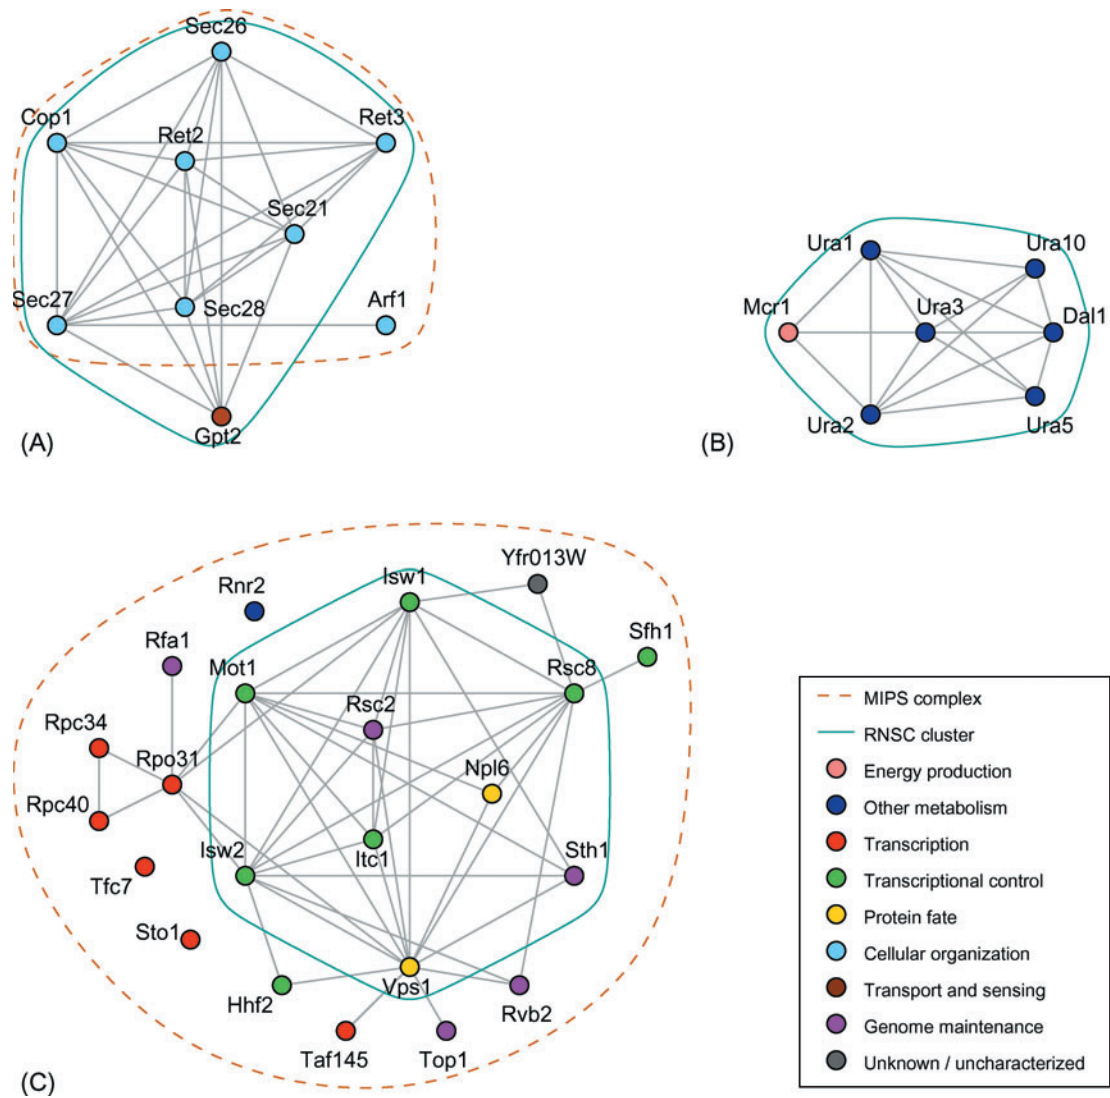 Sec26
Cop1
Ret3
Ret2
Sec21
Sec27
Sec28
Arf1
Gpt2
(A)
Ura1
Ura10
Mcr1
Ura3
Dal1
Ura2
Ura5
(B)
Yfr013W
Isw1
Rnr2
Rfa1
Sfh1
Mot1
Rsc8
Rsc2
Rpc34
Rpo31
Npl6
Rpc40
Isw2
Itc1
Sth1
Tfc7
Sto1
Hhf2
Vps1
Rvb2
Taf145
Top1
(C)
MIPS complex
RNSC cluster
Energy production
Other metabolism
Transcription
Transcriptional control
Protein fate
Cellular organization
Transport and sensing
Genome maintenance
Unknown / uncharacterized